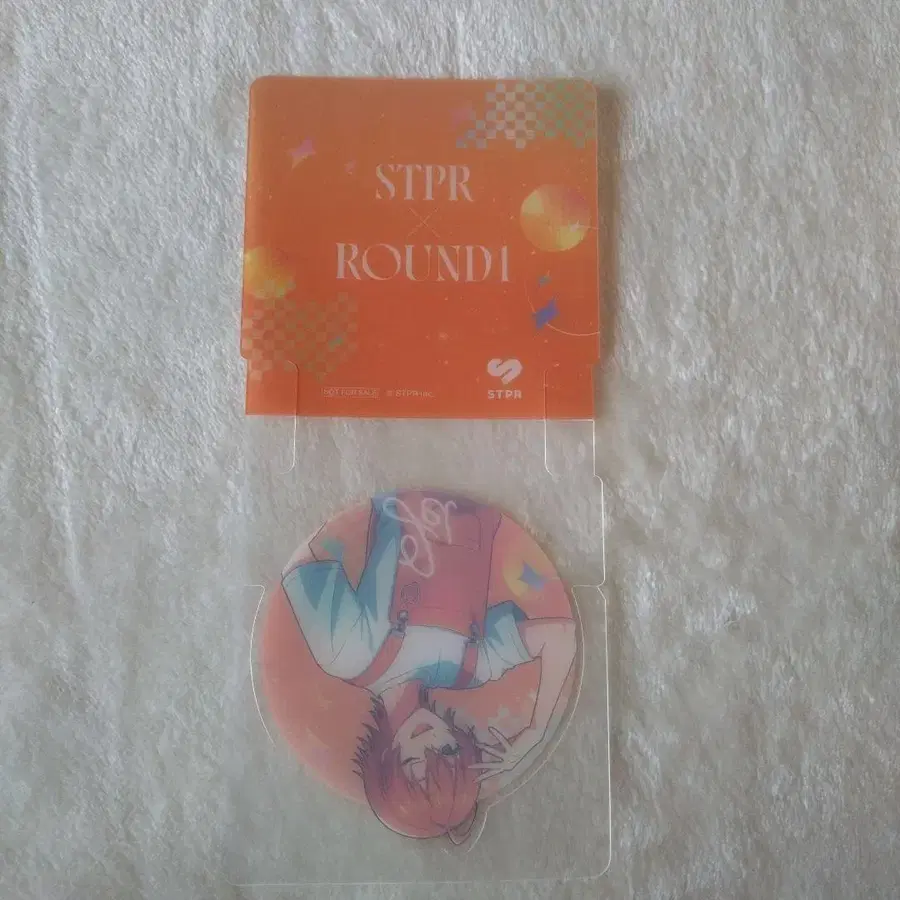 STPR
×
ROUND1
NOT FOR SALE © STPR Inc.
STPR